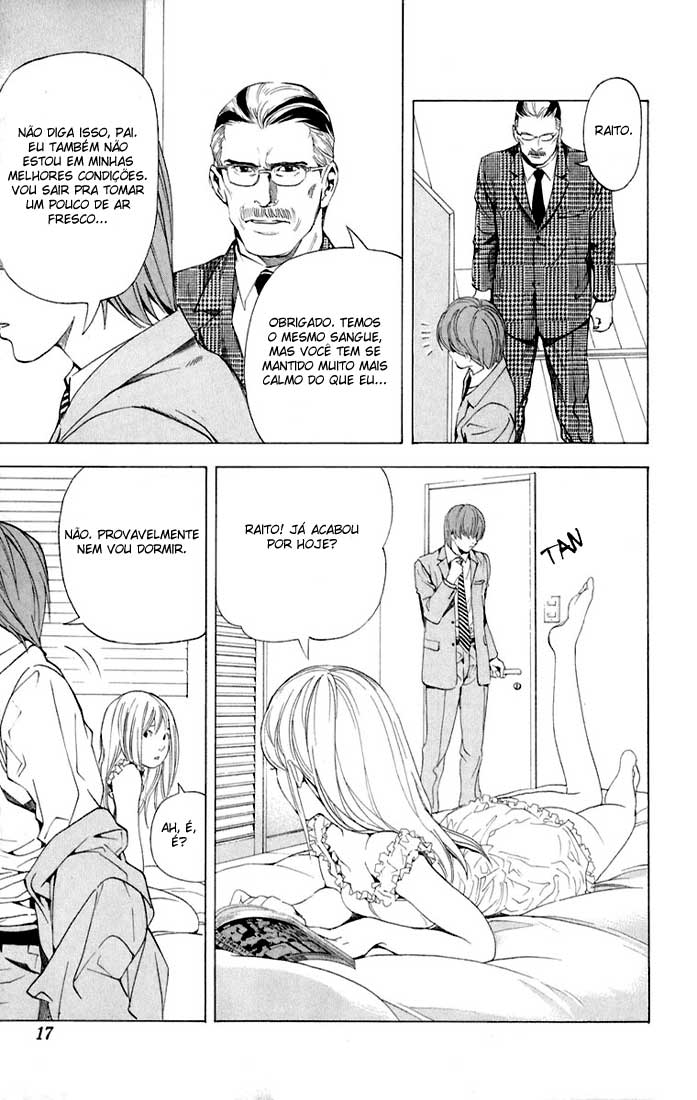 RAITO.
OBRIGADO. TEMOS
O MESMO SANGUE,
MAS VOCÊ TEM SE
MANTIDO MUITO MAIS
CALMO DO QUE EU...
NÃO DIGA ISSO, PAI.
EU TAMBÉM NÃO
ESTOU EM MINHAS
MELHORES CONDIÇÕES.
VOU SAIR PRA TOMAR
UM POUCO DE AR
FRESCO...
TAN
RAITO! JÁ ACABOU
POR HOJE?
NÃO. PROVAVELMENTE
NEM VOU DORMIR.
AH, É,
É?
17